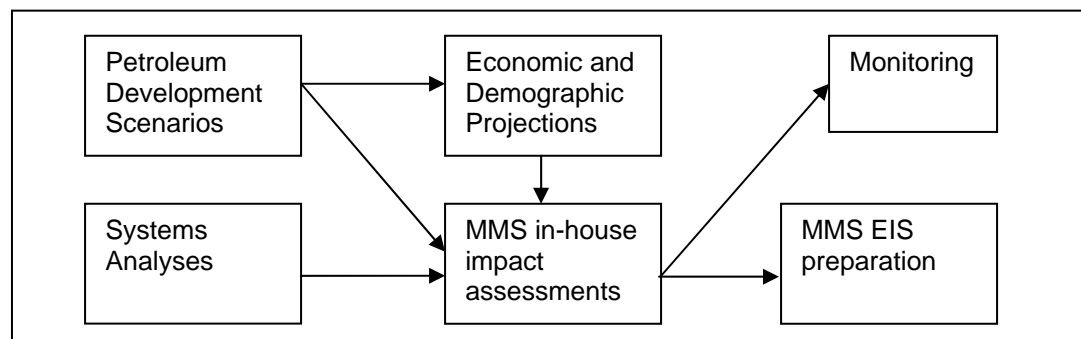 Petroleum
Development
Scenarios
Economic and
Demographic
Projections
Monitoring
Systems
Analyses
MMS in-house
impact
assessments
MMS EIS
preparation